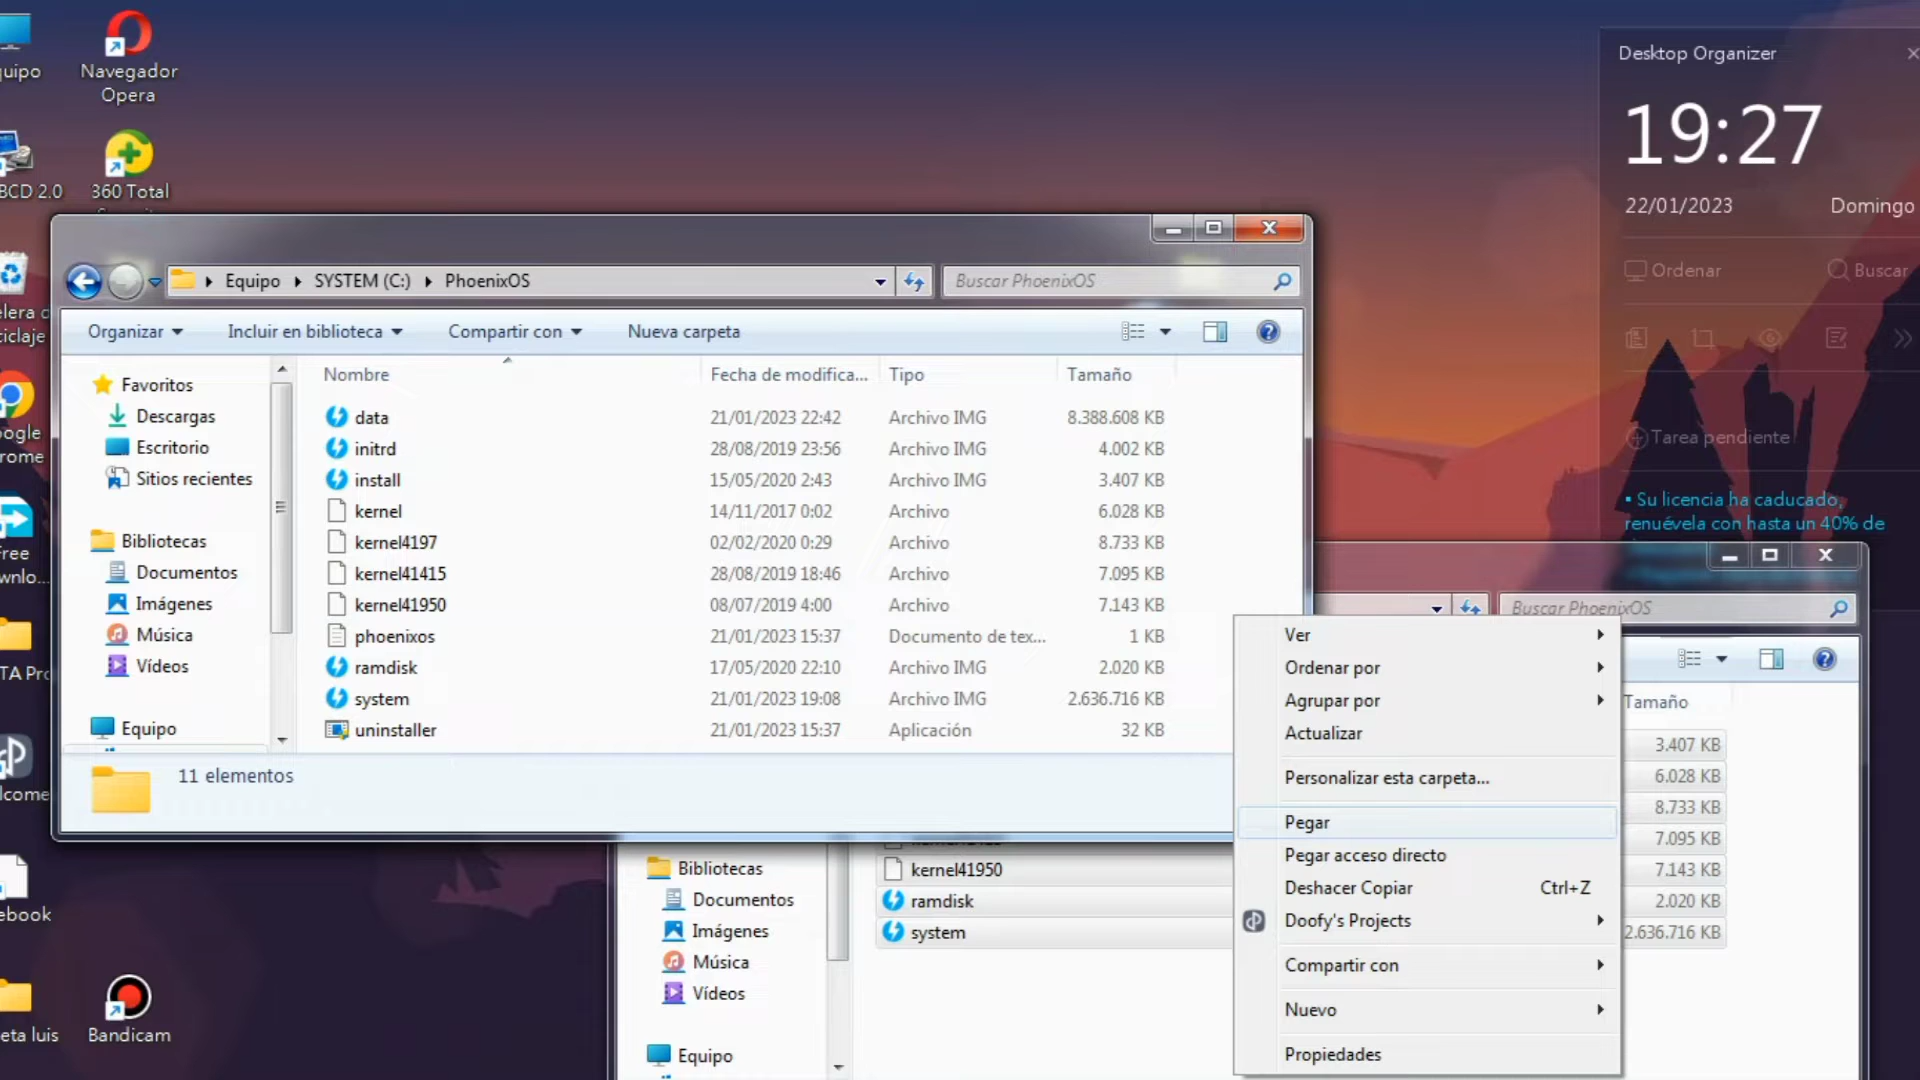 quipo
Navegador
Opera
BCD 2.0
360 Total
elera d
ciclaje
ogle
rome
Free
wnlo...
TA Pro
lcome
ebook
eta luis
Bandicam
Desktop Organizer
19:27
22/01/2023 Domingo
Ordenar Buscar
Tarea pendiente
▪ Su licencia ha caducado,
renuévela con hasta un 40% de
Equipo SYSTEM (C:) PhoenixOS Buscar PhoenixOS
Organizar Incluir en biblioteca Compartir con Nueva carpeta
Favoritos
Descargas
Escritorio
Sitios recientes
Bibliotecas
Documentos
Imágenes
Música
Vídeos
Equipo
Nombre Fecha de modifica... Tipo Tamaño
data 21/01/2023 22:42 Archivo IMG 8.388.608 KB
initrd 28/08/2019 23:56 Archivo IMG 4.002 KB
install 15/05/2020 2:43 Archivo IMG 3.407 KB
kernel 14/11/2017 0:02 Archivo 6.028 KB
kernel4197 02/02/2020 0:29 Archivo 8.733 KB
kernel41415 28/08/2019 18:46 Archivo 7.095 KB
kernel41950 08/07/2019 4:00 Archivo 7.143 KB
phoenixos 21/01/2023 15:37 Documento de tex... 1 KB
ramdisk 17/05/2020 22:10 Archivo IMG 2.020 KB
system 21/01/2023 19:08 Archivo IMG 2.636.716 KB
uninstaller 21/01/2023 15:37 Aplicación 32 KB
11 elementos
Buscar PhoenixOS
Tamaño
3.407 KB
6.028 KB
8.733 KB
7.095 KB
7.143 KB
2.020 KB
2.636.716 KB
Bibliotecas
Documentos
Imágenes
Música
Vídeos
Equipo
kernel41950
ramdisk
system
Ver
Ordenar por
Agrupar por
Actualizar
Personalizar esta carpeta...
Pegar
Pegar acceso directo
Deshacer Copiar Ctrl+Z
Doofy's Projects
Compartir con
Nuevo
Propiedades